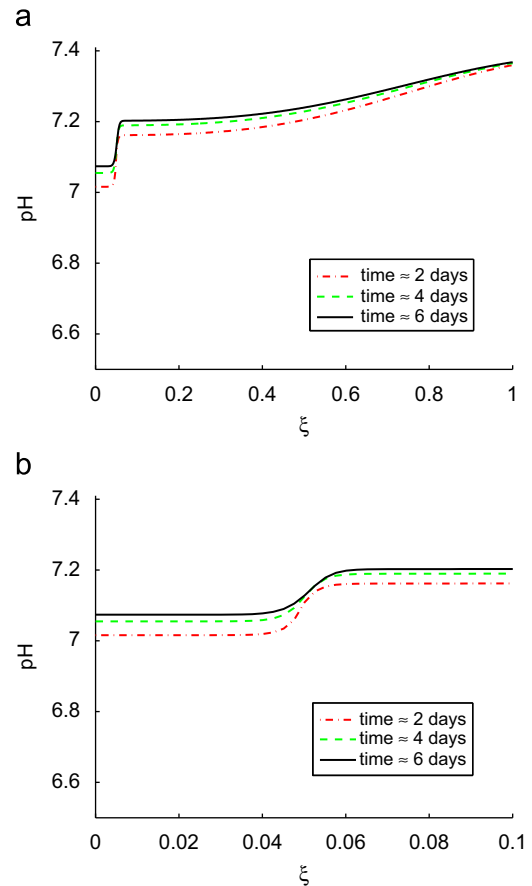 a
7.4
7.2
7
6.8
6.6
pH
time ≈ 2 days
time ≈ 4 days
time ≈ 6 days
0 0.2 0.4 0.6 0.8 1
ξ
b
7.4
7.2
7
6.8
6.6
pH
time ≈ 2 days
time ≈ 4 days
time ≈ 6 days
0 0.02 0.04 0.06 0.08 0.1
ξ